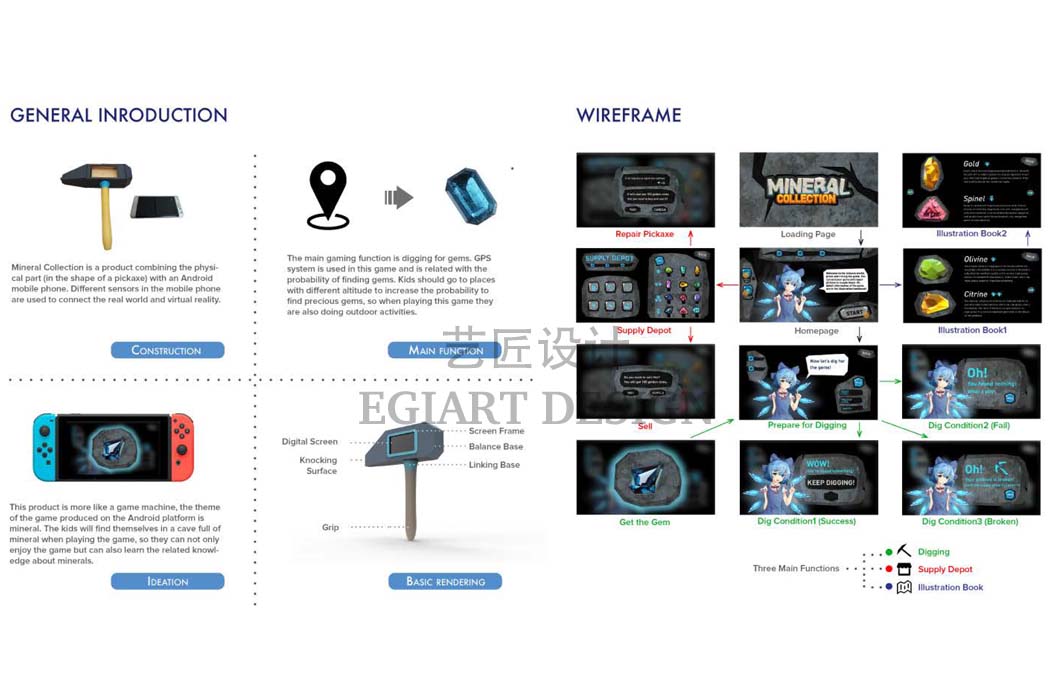 GENERAL INRODUCTION
Mineral Collection is a product combining the physi-
cal part (in the shape of a pickaxe) with an Android
mobile phone. Different sensors in the mobile phone
are used to connect the real world and virtual reality.
CONSTRUCTION
The main gaming function is digging for gems. GPS
system is used in this game and is related with the
probability of finding gems. Kids should go to places
with different altitude to increase the probability to
find precious gems, so when playing this game they
are also doing outdoor activities.
MAIN FUNCTION
This product is more like a game machine, the theme
of the game produced on the Android platform is
mineral. The kids will find themselves in a cave full of
mineral when playing the game, so they can not only
enjoy the game but can also learn the related knowl-
edge about minerals.
IDEATION
Digital Screen
Knocking
Surface
Grip
Screen Frame
Balance Base
Linking Base
BASIC RENDERING
艺匠设计
EGIART DESIGN
WIREFRAME
Repair Pickaxe
MINERAL
COLLECTION
Loading Page
Gold
Spinel
Illustration Book2
SUPPLY DEPOT
Supply Depot
START
Homepage
Olivine
Citrine
Illustration Book1
Sell
Now let's dig for
the game!
Prepare for Digging
Oh!
You found nothing!
Dig Condition2 (Fail)
Get the Gem
WOW!
KEEP DIGGING!
Dig Condition1 (Success)
Oh!
Dig Condition3 (Broken)
Three Main Functions
Digging
Supply Depot
Illustration Book